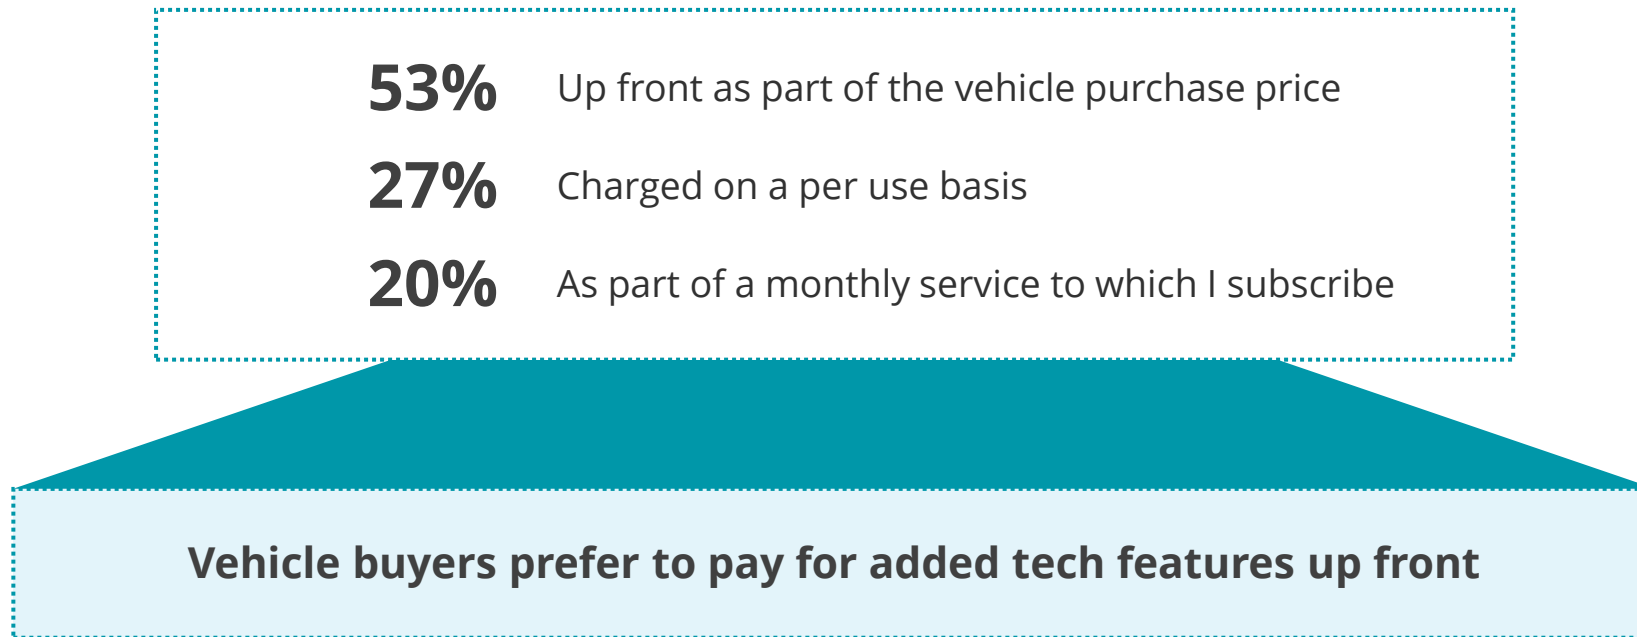 53% Up front as part of the vehicle purchase price
27% Charged on a per use basis
20% As part of a monthly service to which I subscribe
Vehicle buyers prefer to pay for added tech features up front